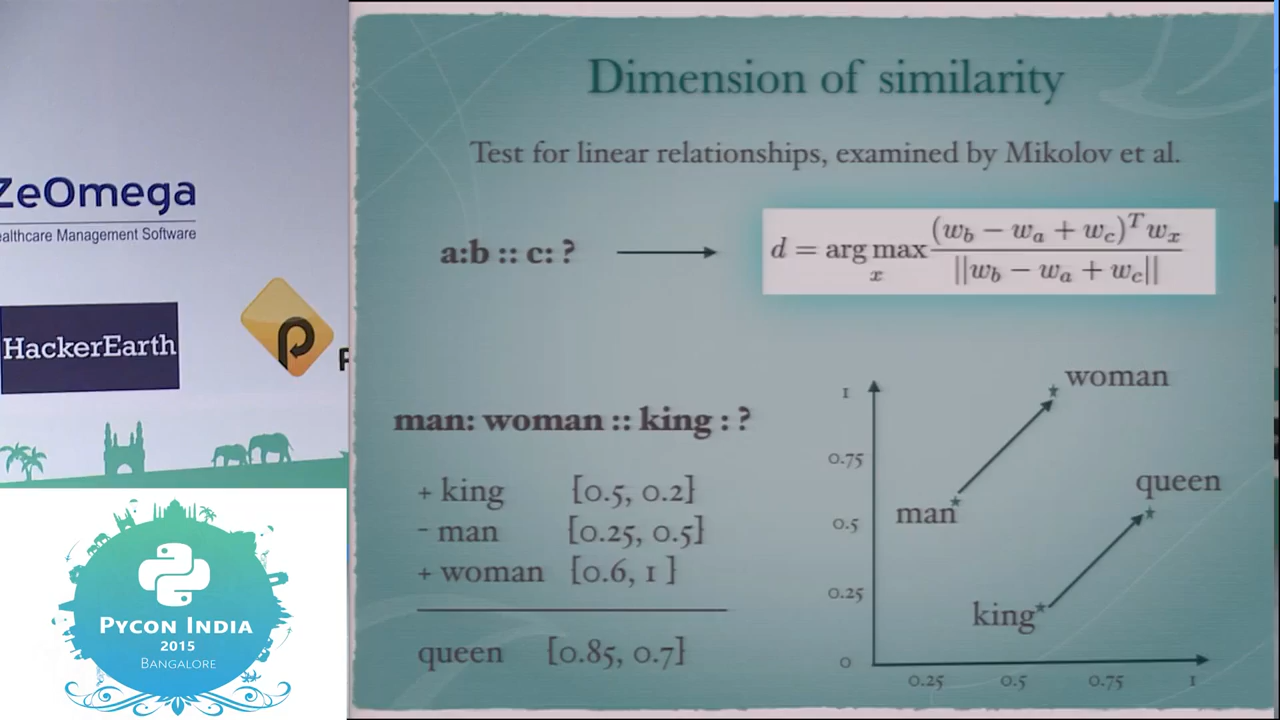 Dimension of similarity
Test for linear relationships, examined by Mikolov et al.
ZeOmega
ealthcare Management Software
a:b :: c: ?
d = arg max_x (w_b − w_a + w_c)^T w_x / ||w_b − w_a + w_c||
HackerEarth
man: woman :: king : ?
+ king [0.5, 0.2]
- man [0.25, 0.5]
+ woman [0.6, 1 ]
queen [0.85, 0.7]
woman
queen
man
king
1
0.75
0.5
0.25
0
0.25 0.5 0.75 1
PYCON INDIA
2015
BANGALORE